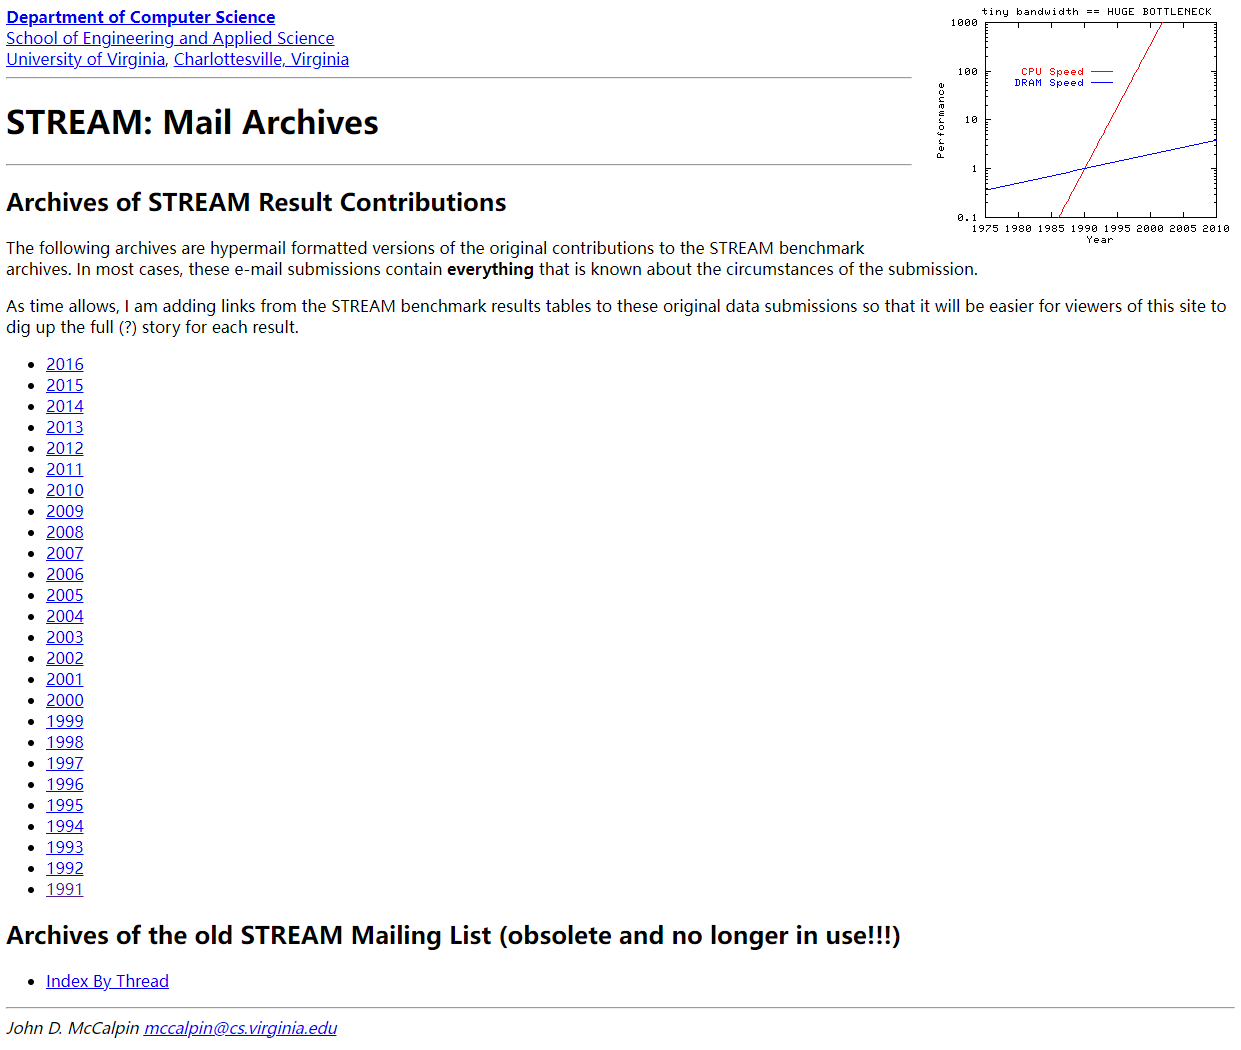 Department of Computer Science
School of Engineering and Applied Science
University of Virginia, Charlottesville, Virginia
tiny bandwidth == HUGE BOTTLENECK
1000
100
10
1
0.1
Performance
CPU Speed
DRAM Speed
1975 1980 1985 1990 1995 2000 2005 2010
Year
STREAM: Mail Archives
Archives of STREAM Result Contributions
The following archives are hypermail formatted versions of the original contributions to the STREAM benchmark
archives. In most cases, these e-mail submissions contain everything that is known about the circumstances of the submission.
As time allows, I am adding links from the STREAM benchmark results tables to these original data submissions so that it will be easier for viewers of this site to
dig up the full (?) story for each result.
• 2016
• 2015
• 2014
• 2013
• 2012
• 2011
• 2010
• 2009
• 2008
• 2007
• 2006
• 2005
• 2004
• 2003
• 2002
• 2001
• 2000
• 1999
• 1998
• 1997
• 1996
• 1995
• 1994
• 1993
• 1992
• 1991
Archives of the old STREAM Mailing List (obsolete and no longer in use!!!)
• Index By Thread
John D. McCalpin mccalpin@cs.virginia.edu